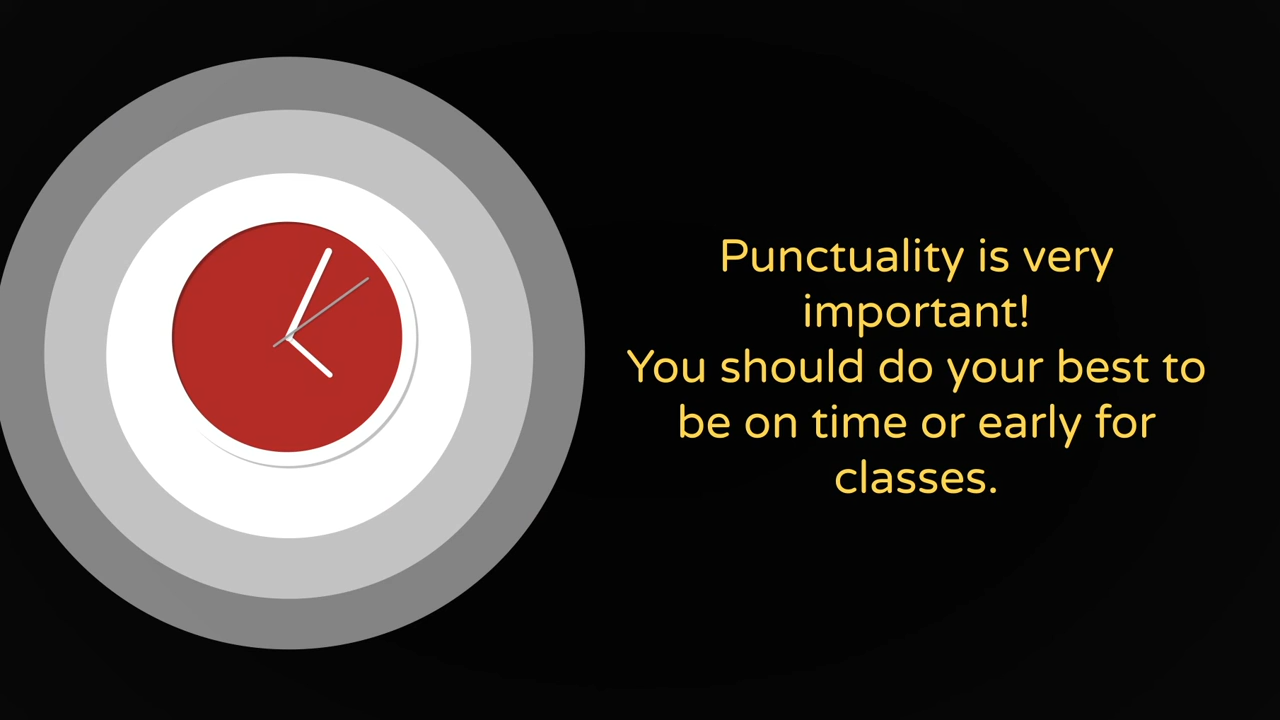 Punctuality is very
important!
You should do your best to
be on time or early for
classes.